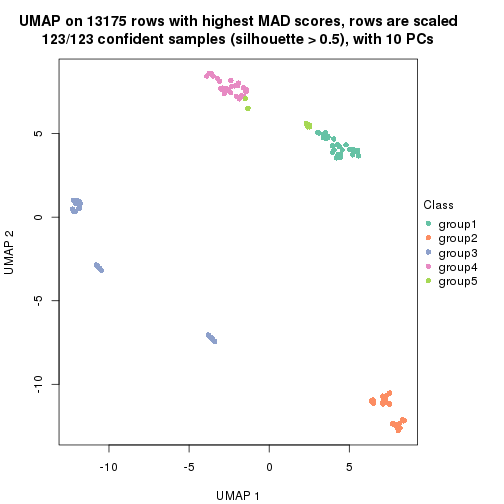 UMAP on 13175 rows with highest MAD scores, rows are scaled
123/123 confident samples (silhouette > 0.5), with 10 PCs
5
0
-5
-10
UMAP 2
-10
-5
0
5
UMAP 1
Class
group1
group2
group3
group4
group5